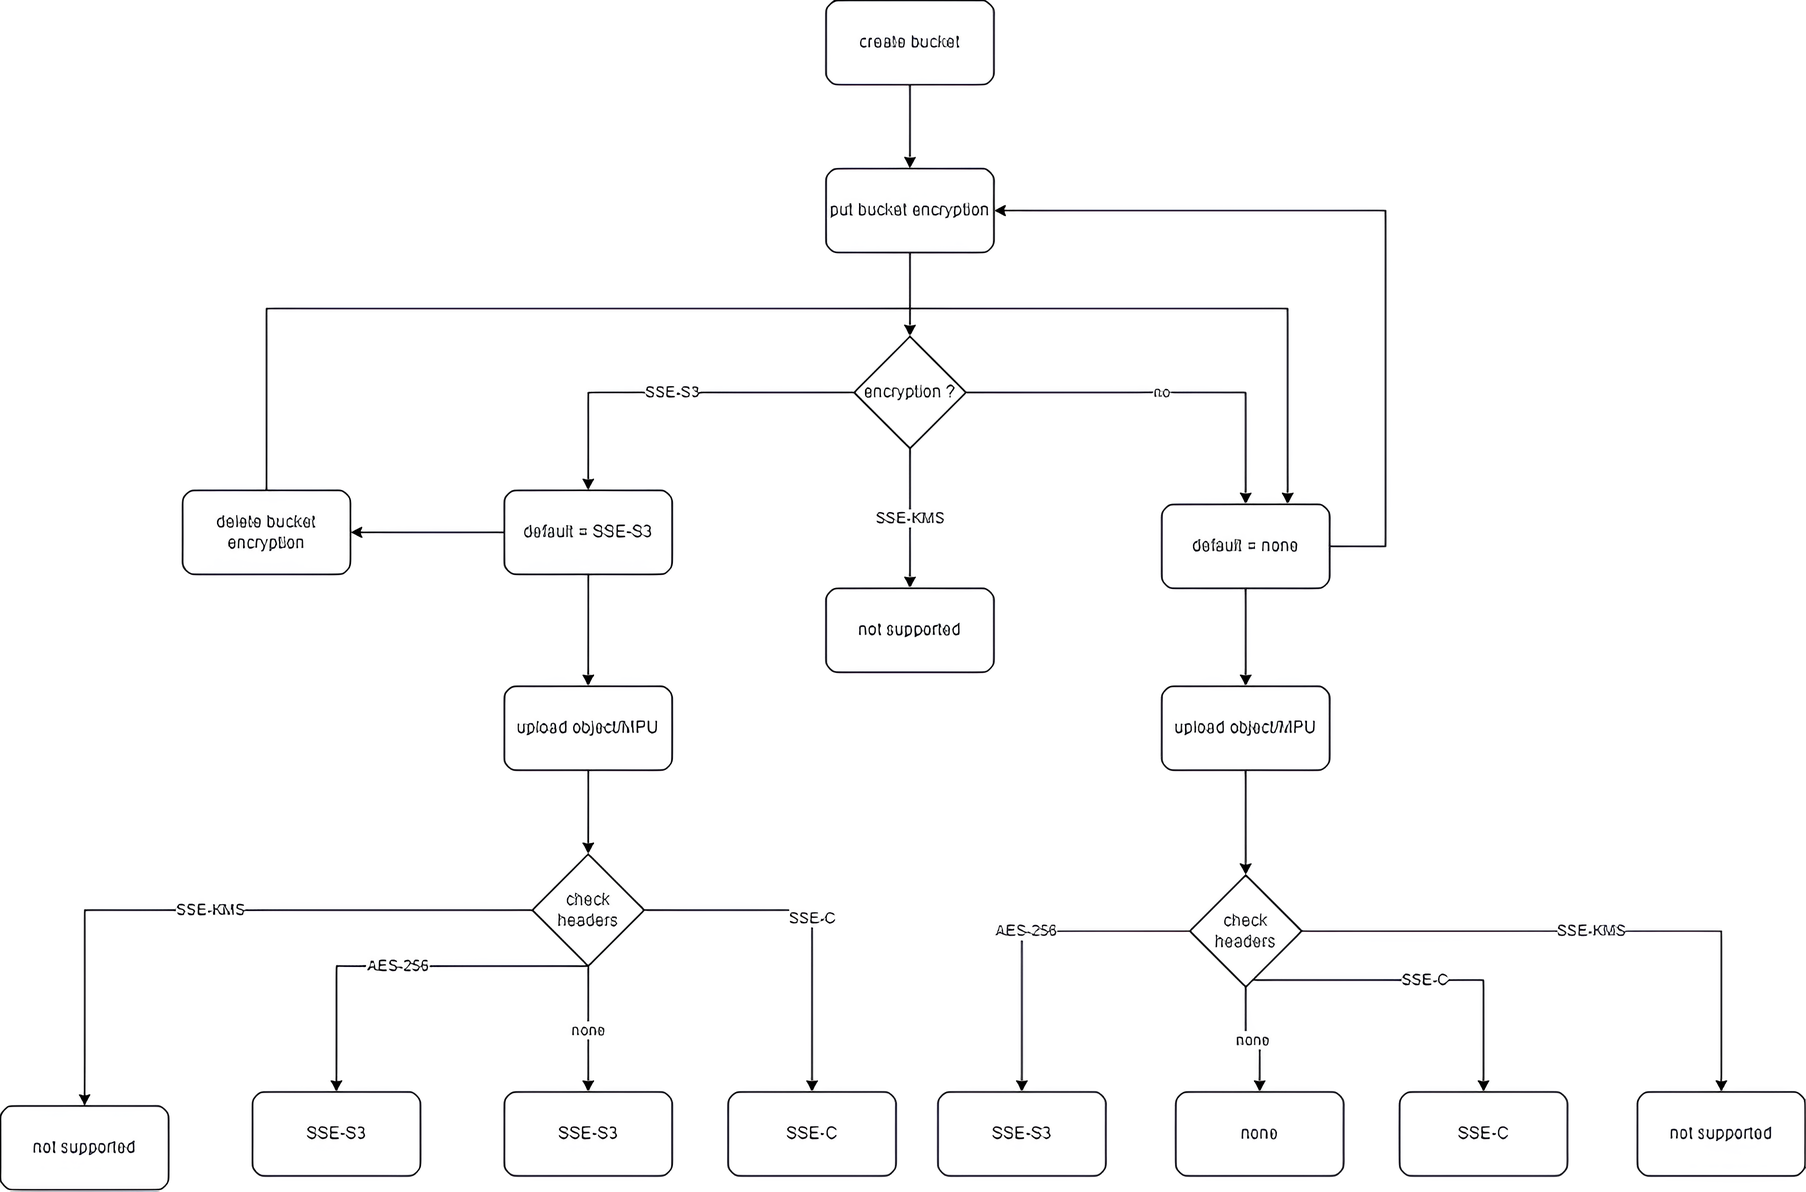 create bucket
put bucket encryption
encryption ?
SSE-S3
no
SSE-KMS
delete bucket
encryption
default = SSE-S3
default = none
not supported
upload object/MPU
upload object/MPU
check
headers
SSE-KMS
AES-256
none
SSE-C
check
headers
AES-256
SSE-KMS
SSE-C
none
not supported
SSE-S3
SSE-S3
SSE-C
SSE-S3
none
SSE-C
not supported